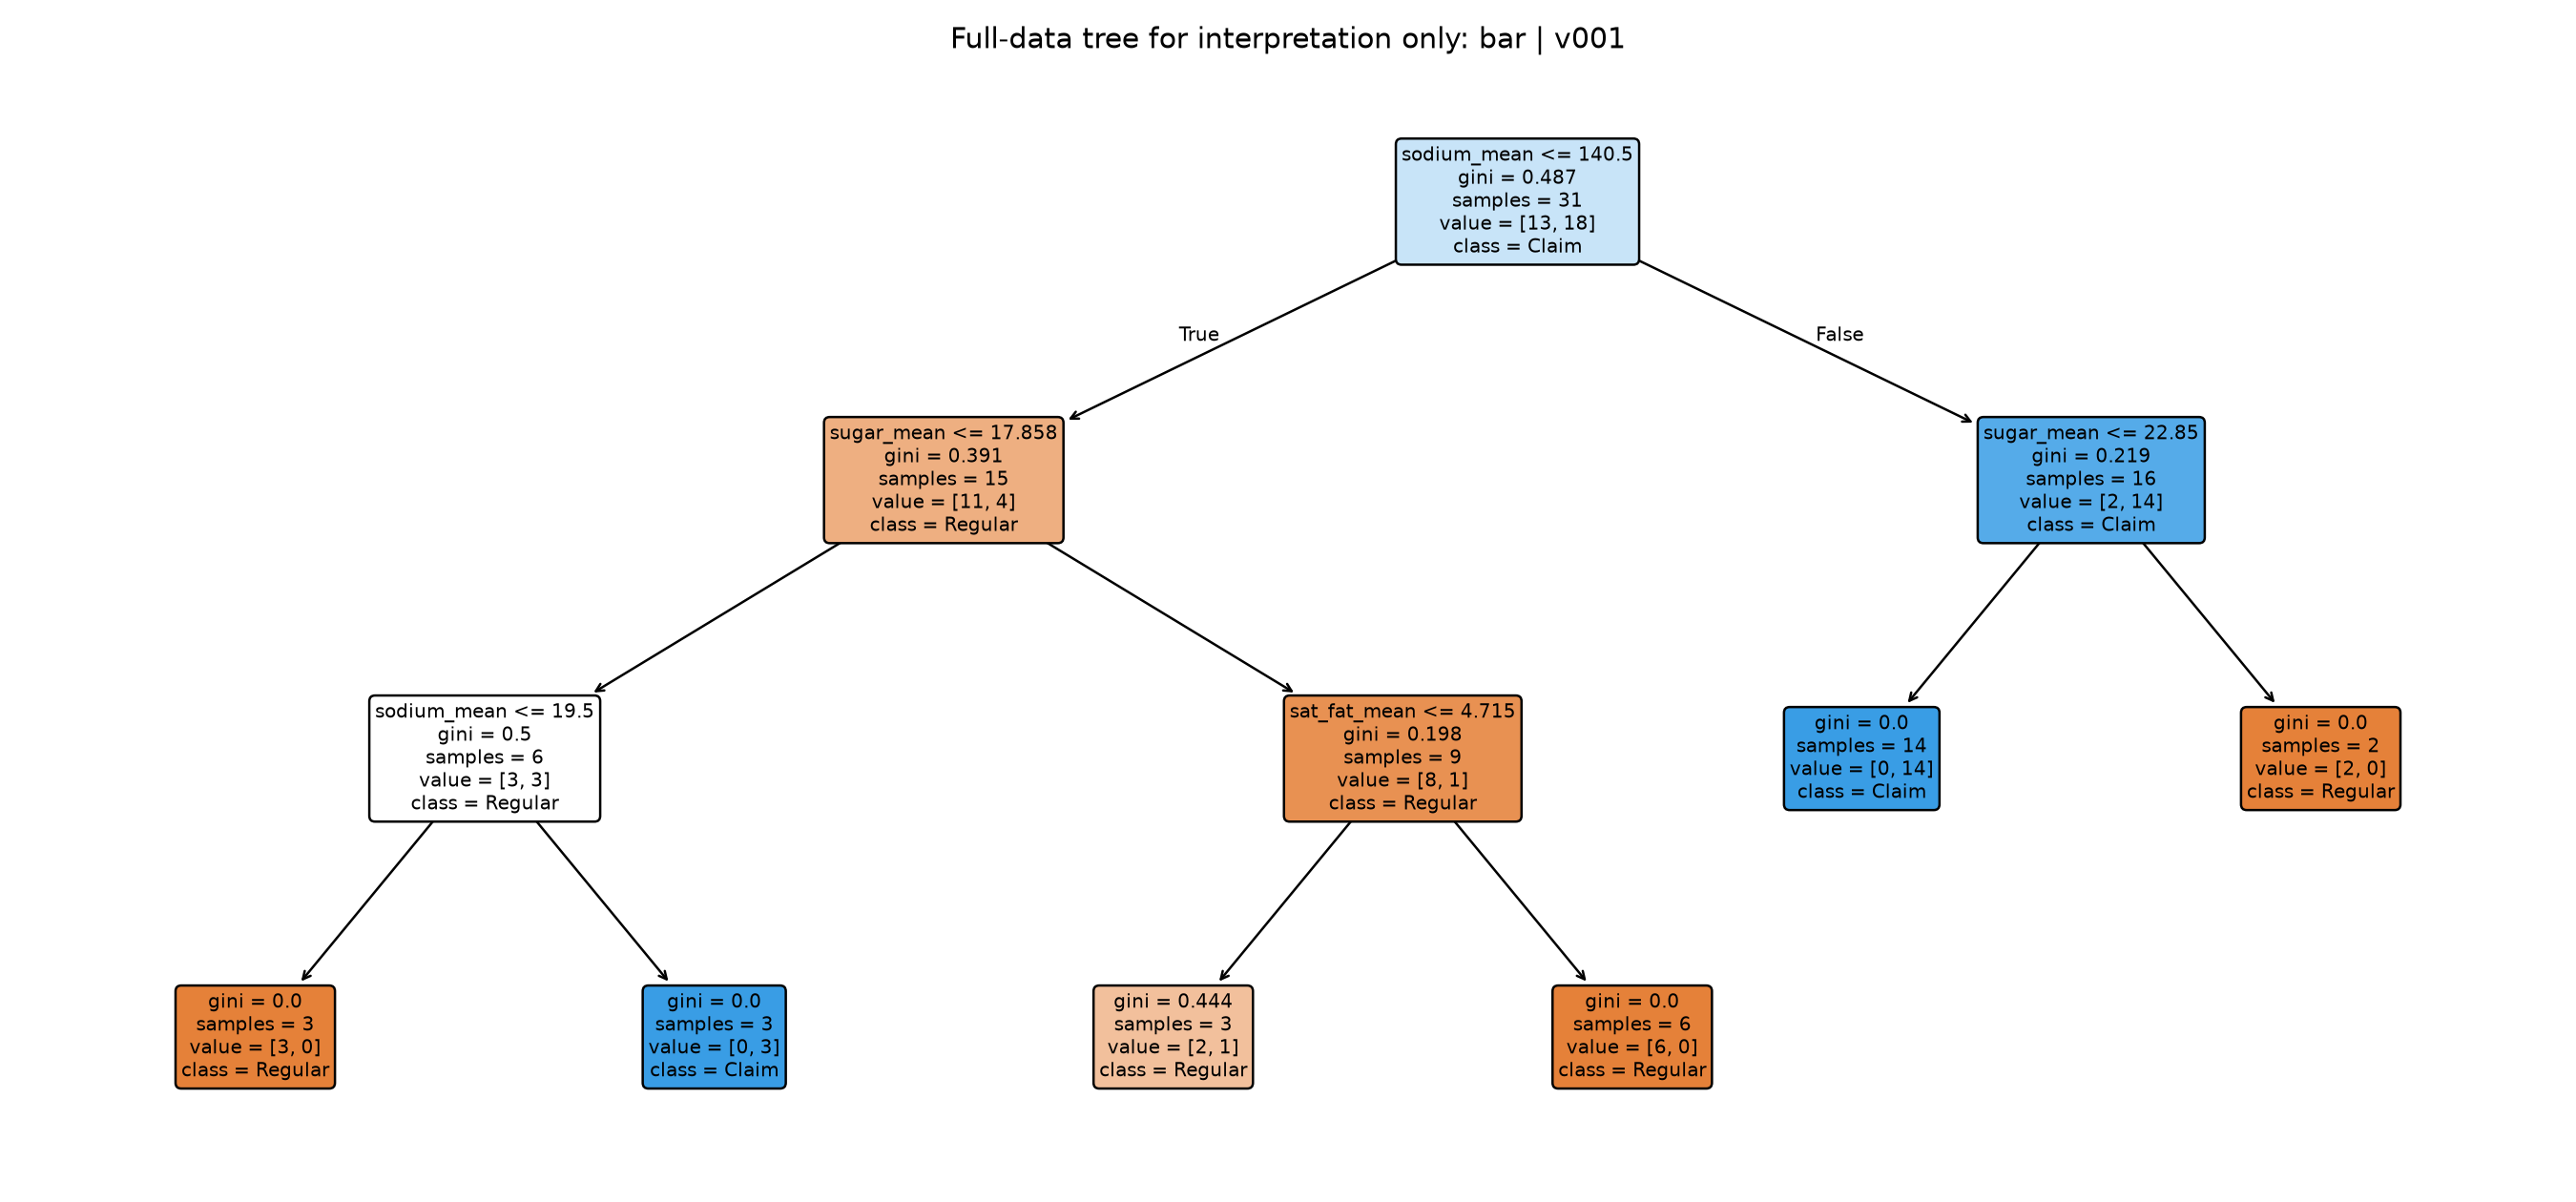 Full-data tree for interpretation only: bar | v001
sodium_mean <= 140.5
gini = 0.487
samples = 31
value = [13, 18]
class = Claim
True
False
sugar_mean <= 17.858
gini = 0.391
samples = 15
value = [11, 4]
class = Regular
sugar_mean <= 22.85
gini = 0.219
samples = 16
value = [2, 14]
class = Claim
sodium_mean <= 19.5
gini = 0.5
samples = 6
value = [3, 3]
class = Regular
sat_fat_mean <= 4.715
gini = 0.198
samples = 9
value = [8, 1]
class = Regular
gini = 0.0
samples = 14
value = [0, 14]
class = Claim
gini = 0.0
samples = 2
value = [2, 0]
class = Regular
gini = 0.0
samples = 3
value = [3, 0]
class = Regular
gini = 0.0
samples = 3
value = [0, 3]
class = Claim
gini = 0.444
samples = 3
value = [2, 1]
class = Regular
gini = 0.0
samples = 6
value = [6, 0]
class = Regular